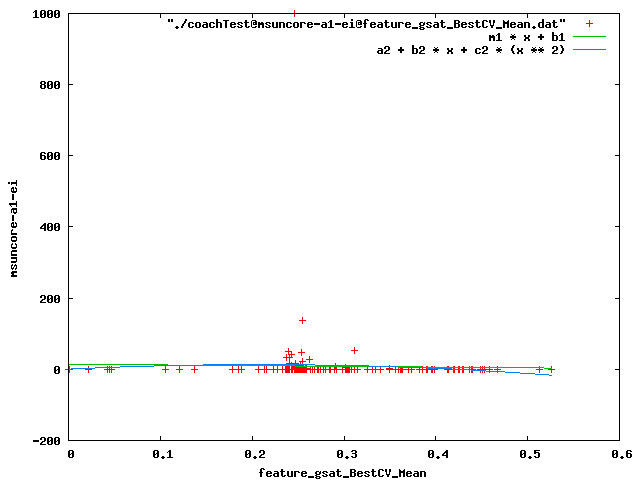 "./coachTest@msuncore-a1-ei@feature_gsat_BestCV_Mean.dat"
m1 * x + b1
a2 + b2 * x + c2 * (x ** 2)
1000
800
600
400
200
0
-200
msuncore-a1-ei
0 0.1 0.2 0.3 0.4 0.5 0.6
feature_gsat_BestCV_Mean